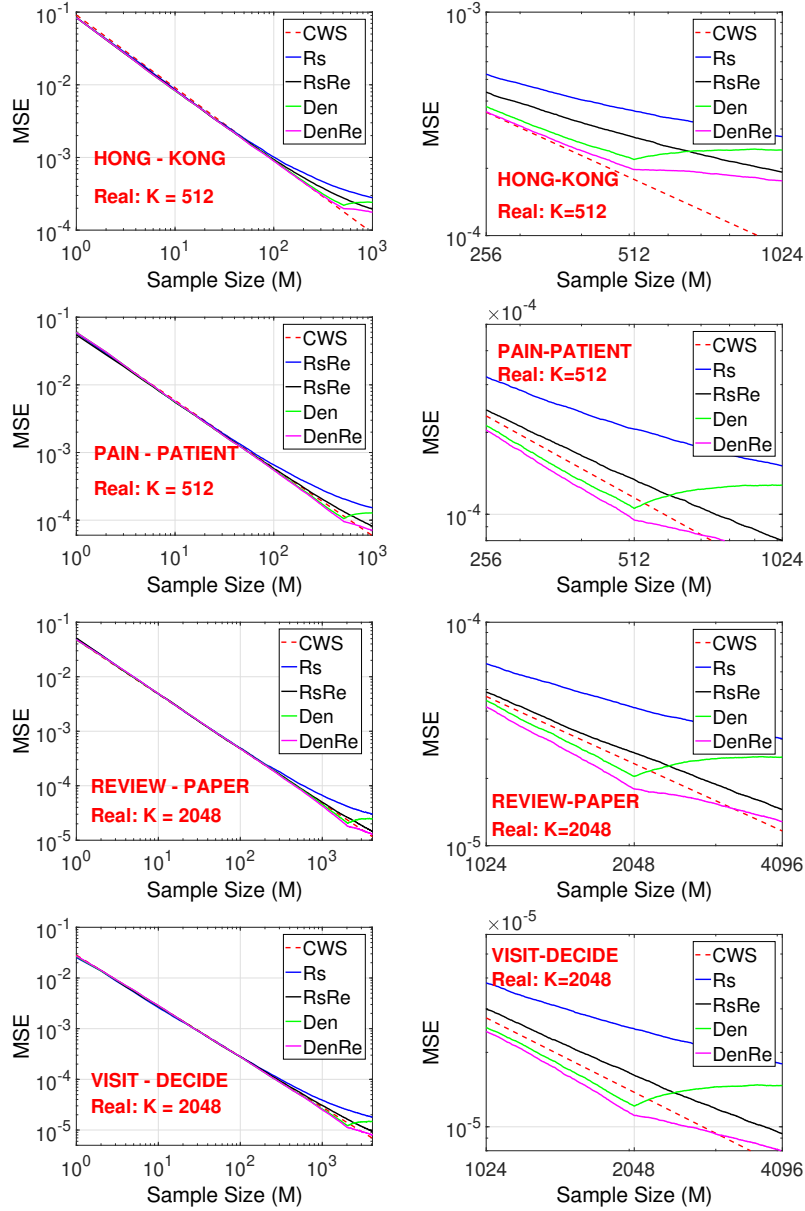 10^-1
10^-2
10^-3
10^-4
MSE
CWS
Rs
RsRe
Den
DenRe
HONG - KONG
Real: K = 512
10^0 10^1 10^2 10^3
Sample Size (M)
10^-3
10^-4
MSE
CWS
Rs
RsRe
Den
DenRe
HONG-KONG
Real: K=512
256 512 1024
Sample Size (M)
10^-1
10^-2
10^-3
10^-4
MSE
CWS
Rs
RsRe
Den
DenRe
PAIN - PATIENT
Real: K = 512
10^0 10^1 10^2 10^3
Sample Size (M)
×10^-4
10^-4
MSE
CWS
Rs
RsRe
Den
DenRe
PAIN-PATIENT
Real: K=512
256 512 1024
Sample Size (M)
10^-1
10^-2
10^-3
10^-4
10^-5
MSE
CWS
Rs
RsRe
Den
DenRe
REVIEW - PAPER
Real: K = 2048
10^0 10^1 10^2 10^3
Sample Size (M)
10^-4
10^-5
MSE
CWS
Rs
RsRe
Den
DenRe
REVIEW-PAPER
Real: K=2048
1024 2048 4096
Sample Size (M)
10^-1
10^-2
10^-3
10^-4
10^-5
MSE
CWS
Rs
RsRe
Den
DenRe
VISIT - DECIDE
Real: K = 2048
10^0 10^1 10^2 10^3
Sample Size (M)
×10^-5
10^-5
MSE
CWS
Rs
RsRe
Den
DenRe
VISIT-DECIDE
Real: K=2048
1024 2048 4096
Sample Size (M)